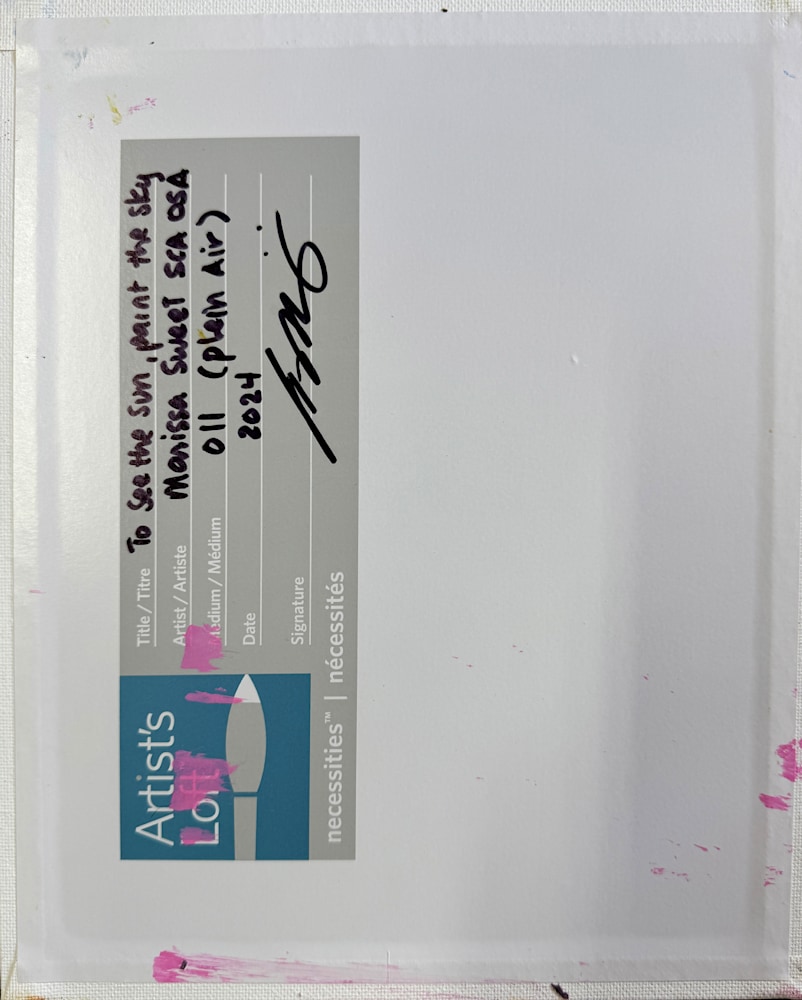 Artist's
Loft
necessities™ | nécessités
Title / Titre To see the sun, paint the sky
Artist / Artiste Marissa Sweet SCA OSA
Medium / Médium Oil (plein Air)
Date 2024
Signature